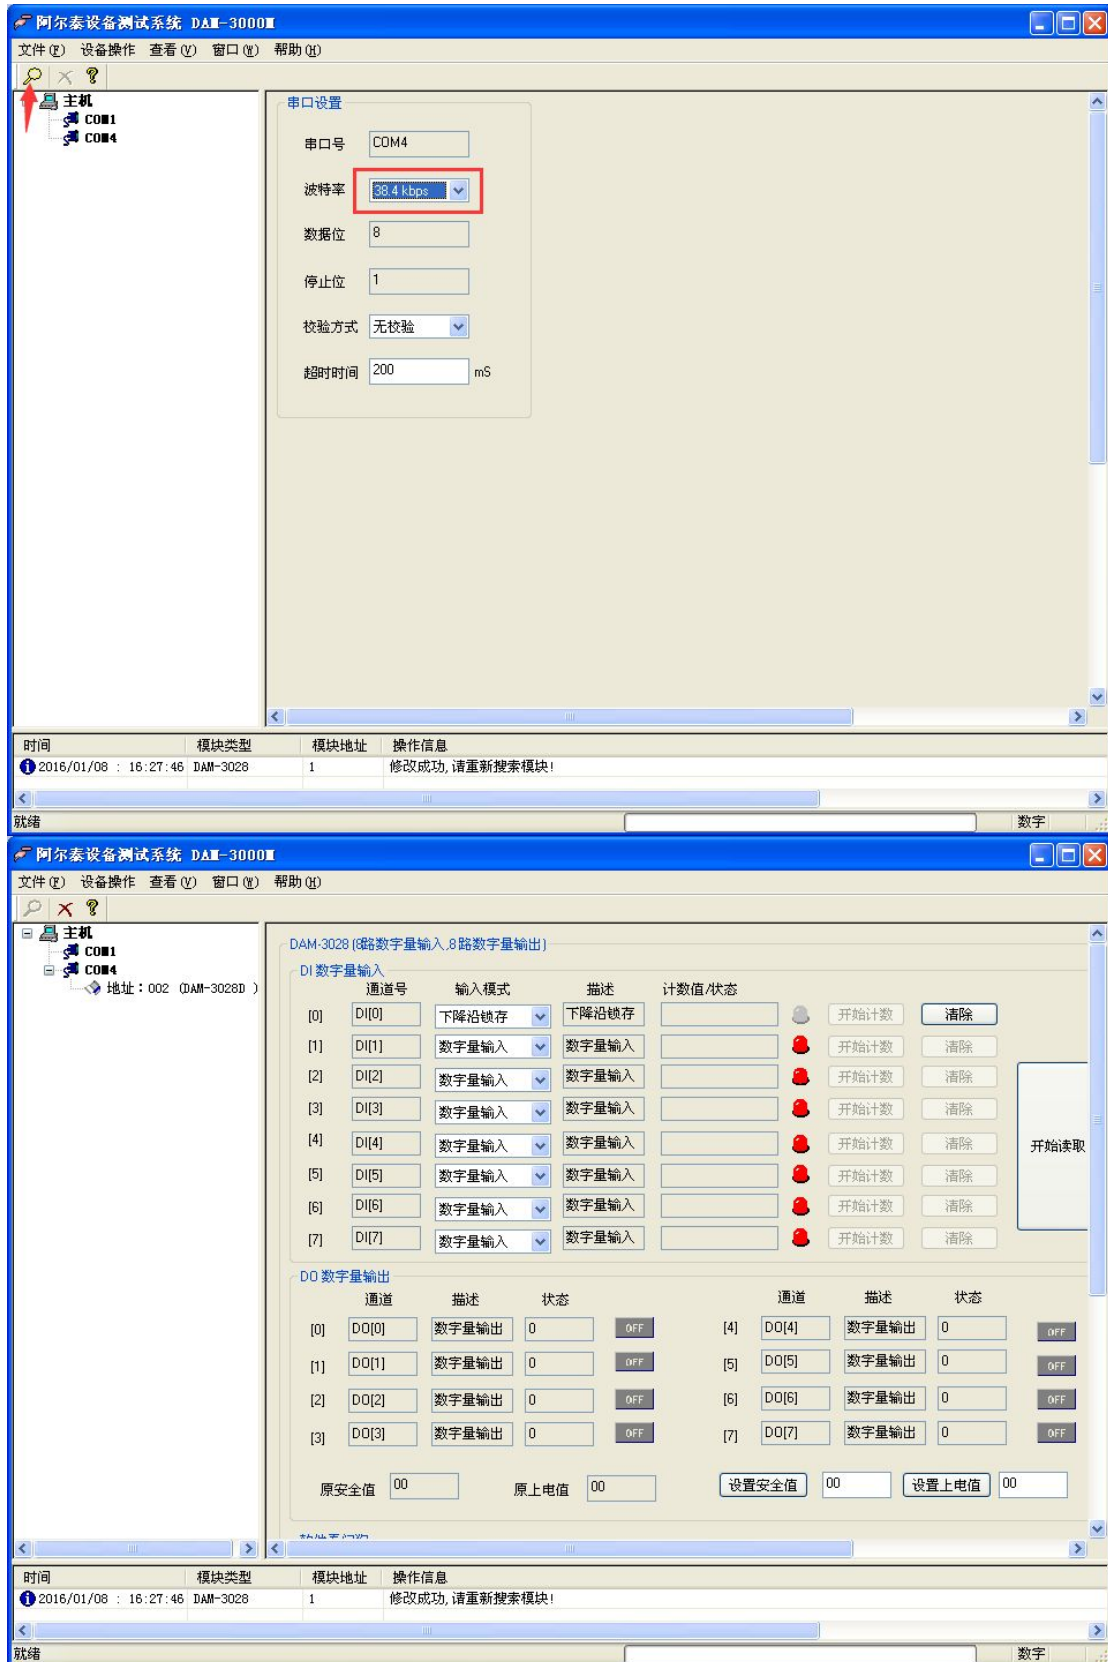 阿尔泰设备测试系统 DAM-3000M
文件(F) 设备操作 查看(V) 窗口(W) 帮助(H)
主机
COM1
COM4
串口设置
串口号 COM4
波特率 38.4 kbps
数据位 8
停止位 1
校验方式 无校验
超时时间 200 mS
时间 模块类型 模块地址 操作信息
2016/01/08 : 16:27:46 DAM-3028 1 修改成功,请重新搜索模块!
就绪 数字
阿尔泰设备测试系统 DAM-3000M
文件(F) 设备操作 查看(V) 窗口(W) 帮助(H)
主机
COM1
COM4
地址:002 (DAM-3028D )
DAM-3028 (8路数字量输入,8路数字量输出)
DI 数字量输入
通道号 输入模式 描述 计数值/状态
[0] DI[0] 下降沿锁存 下降沿锁存 开始计数 清除
[1] DI[1] 数字量输入 数字量输入 开始计数 清除
[2] DI[2] 数字量输入 数字量输入 开始计数 清除
[3] DI[3] 数字量输入 数字量输入 开始计数 清除
[4] DI[4] 数字量输入 数字量输入 开始计数 清除
开始读取
[5] DI[5] 数字量输入 数字量输入 开始计数 清除
[6] DI[6] 数字量输入 数字量输入 开始计数 清除
[7] DI[7] 数字量输入 数字量输入 开始计数 清除
DO 数字量输出
通道 描述 状态 通道 描述 状态
[0] DO[0] 数字量输出 0 OFF [4] DO[4] 数字量输出 0 OFF
[1] DO[1] 数字量输出 0 OFF [5] DO[5] 数字量输出 0 OFF
[2] DO[2] 数字量输出 0 OFF [6] DO[6] 数字量输出 0 OFF
[3] DO[3] 数字量输出 0 OFF [7] DO[7] 数字量输出 0 OFF
原安全值 00 原上电值 00 设置安全值 00 设置上电值 00
时间 模块类型 模块地址 操作信息
2016/01/08 : 16:27:46 DAM-3028 1 修改成功,请重新搜索模块!
就绪 数字